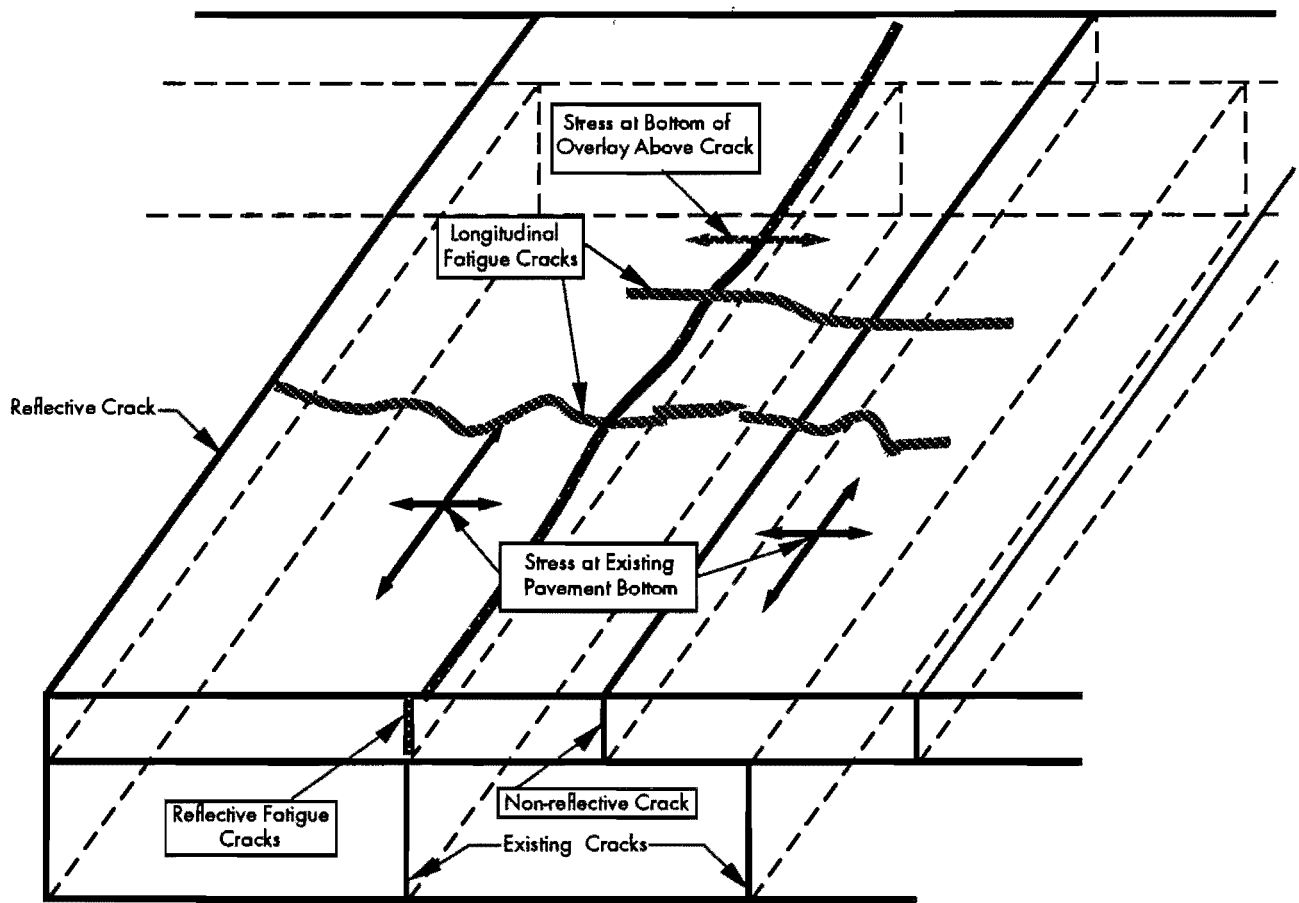 Stress at Bottom of
Overlay Above Crack
Longitudinal
Fatigue Cracks
Reflective Crack
Stress at Existing
Pavement Bottom
Non-reflective Crack
Reflective Fatigue
Cracks
Existing Cracks